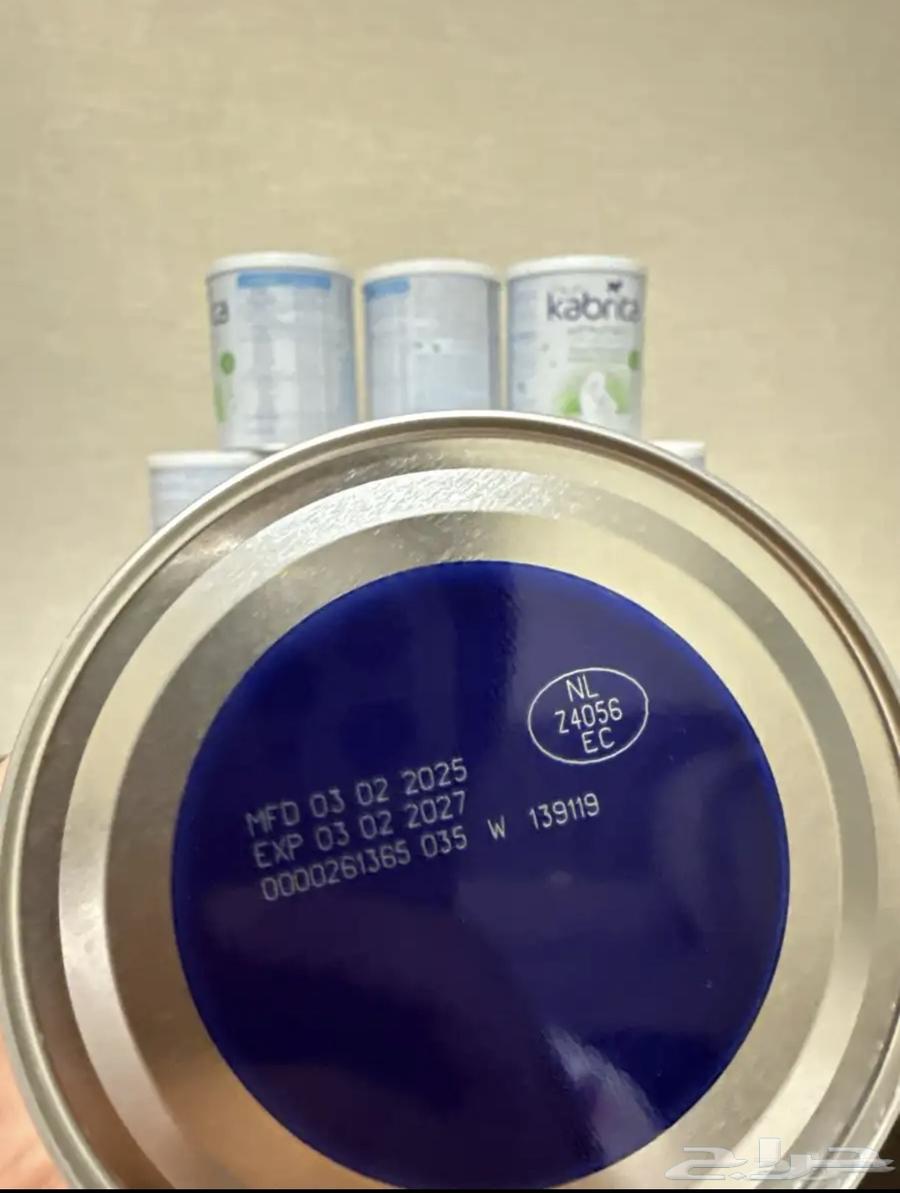 kabrita
NL
Z4056
EC
MFD 03 02 2025
EXP 03 02 2027
0000261365 035 W 139119
حراج